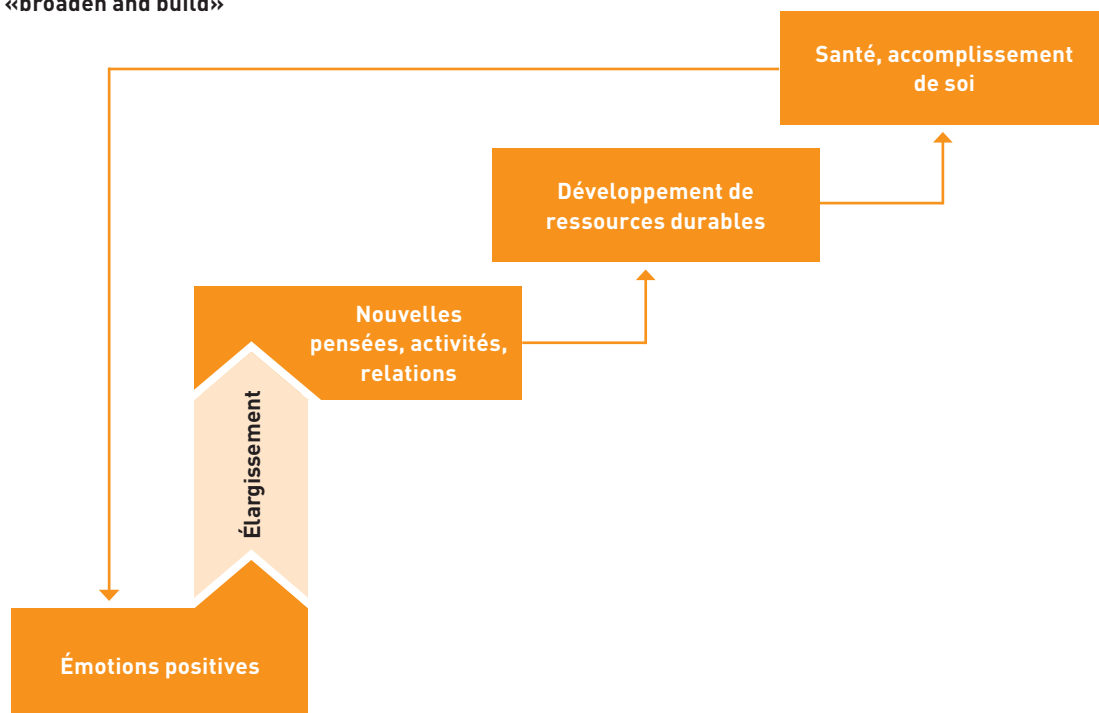 «broaden and build»
Santé, accomplissement
de soi
Développement de
ressources durables
Nouvelles
pensées, activités,
relations
Élargissement
Émotions positives